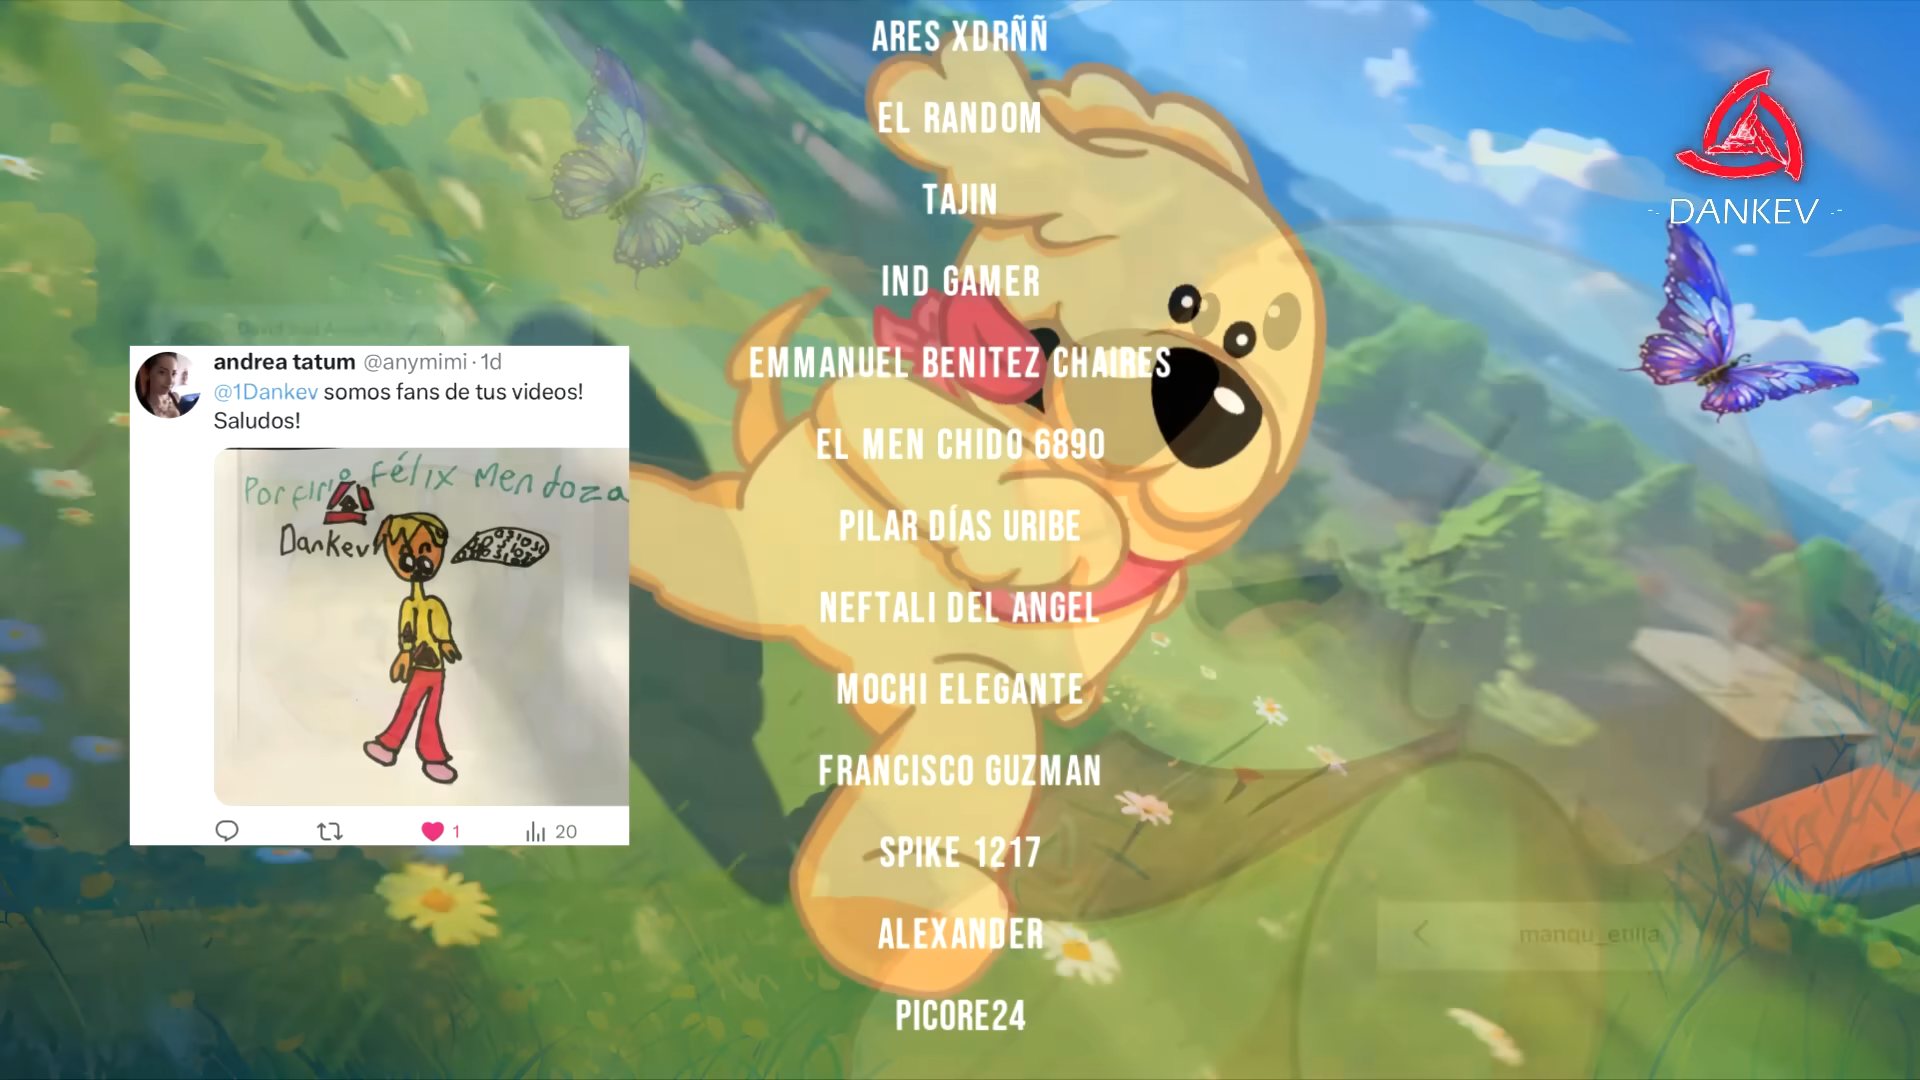 ARES XDRÑÑ
EL RANDOM
TAJIN
IND GAMER
EMMANUEL BENITEZ CHAIRES
EL MEN CHIDO 6890
PILAR DÍAS URIBE
NEFTALI DEL ANGEL
MOCHI ELEGANTE
FRANCISCO GUZMAN
SPIKE 1217
ALEXANDER
PICORE24
DANKEV
andrea tatum @anymimi · 1d
@1Dankev somos fans de tus videos!
Saludos!
Porfirio Félix Mendoza
Dankev
1 20
manqu_etilla